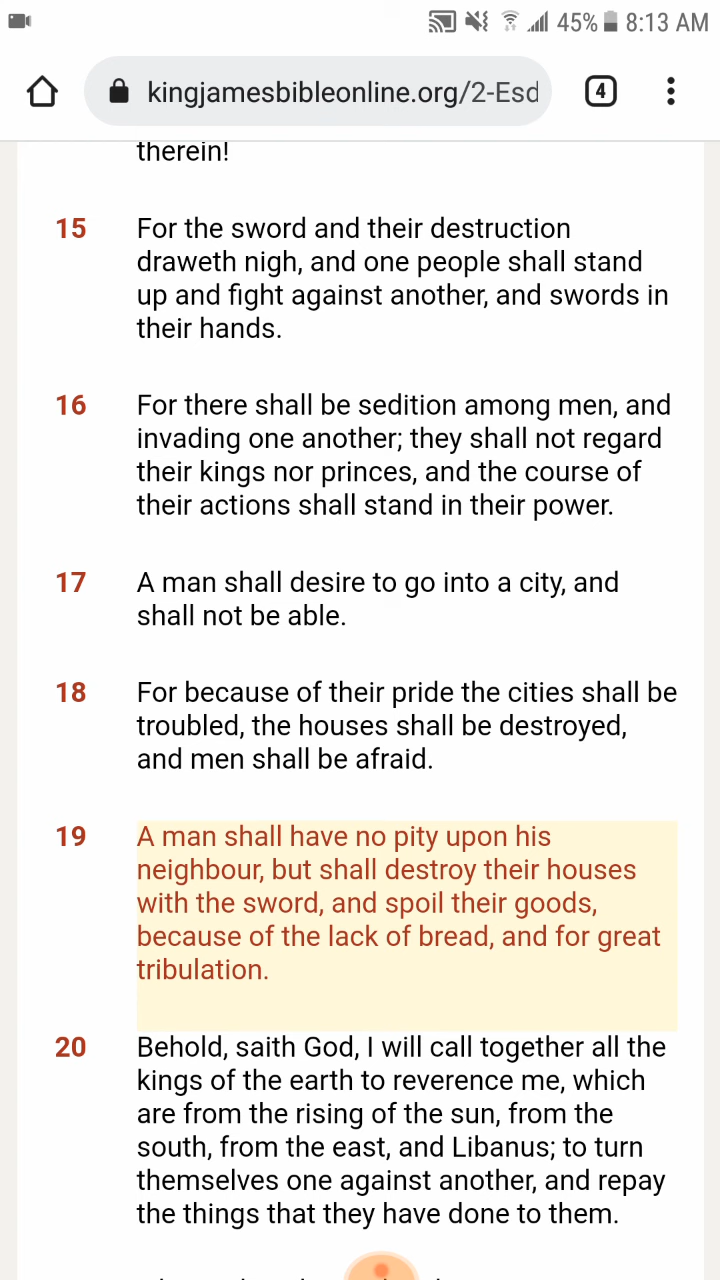 45% 8:13 AM
kingjamesbibleonline.org/2-Esd 4
therein!
15 For the sword and their destruction
draweth nigh, and one people shall stand
up and fight against another, and swords in
their hands.
16 For there shall be sedition among men, and
invading one another; they shall not regard
their kings nor princes, and the course of
their actions shall stand in their power.
17 A man shall desire to go into a city, and
shall not be able.
18 For because of their pride the cities shall be
troubled, the houses shall be destroyed,
and men shall be afraid.
19 A man shall have no pity upon his
neighbour, but shall destroy their houses
with the sword, and spoil their goods,
because of the lack of bread, and for great
tribulation.
20 Behold, saith God, I will call together all the
kings of the earth to reverence me, which
are from the rising of the sun, from the
south, from the east, and Libanus; to turn
themselves one against another, and repay
the things that they have done to them.